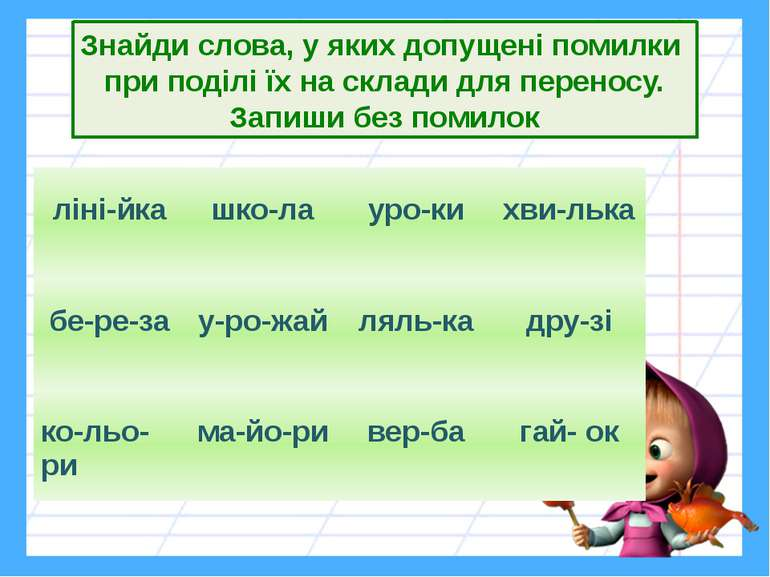 Знайди слова, у яких допущені помилки
при поділі їх на склади для переносу.
Запиши без помилок
ліні-йка шко-ла уро-ки хви-лька
бе-ре-за у-ро-жай ляль-ка дру-зі
ко-льо-ри ма-йо-ри вер-ба гай- ок